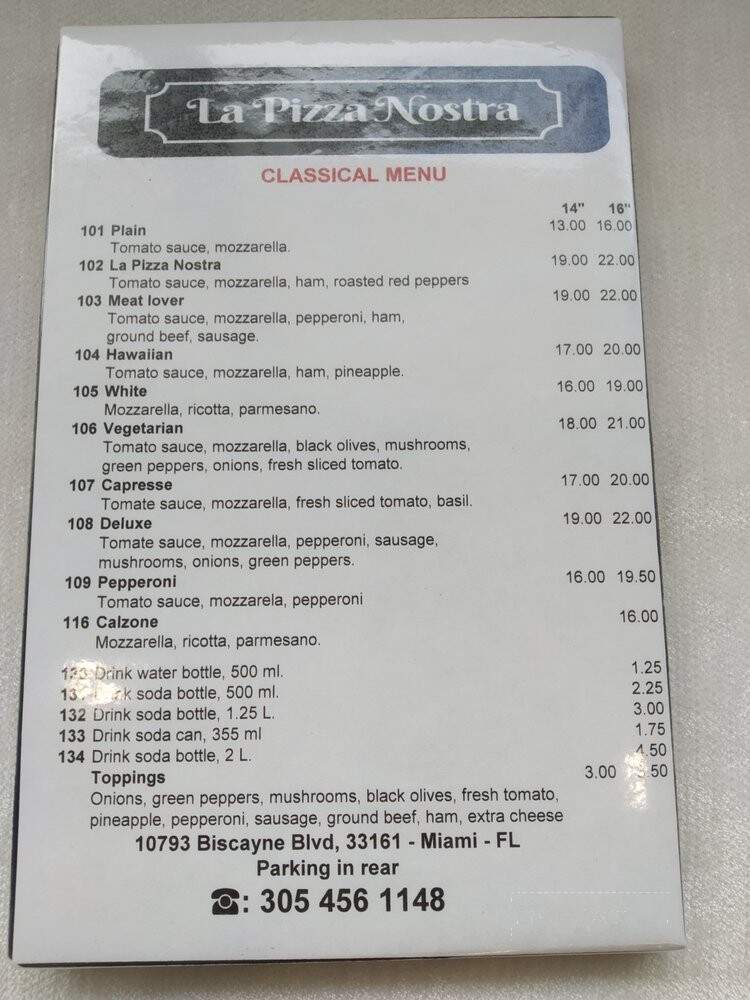 La Pizza Nostra
CLASSICAL MENU
14" 16"
101 Plain 13.00 16.00
Tomato sauce, mozzarella.
102 La Pizza Nostra 19.00 22.00
Tomato sauce, mozzarella, ham, roasted red peppers
103 Meat lover 19.00 22.00
Tomato sauce, mozzarella, pepperoni, ham,
ground beef, sausage.
104 Hawaiian 17.00 20.00
Tomato sauce, mozzarella, ham, pineapple.
105 White 16.00 19.00
Mozzarella, ricotta, parmesano.
106 Vegetarian 18.00 21.00
Tomato sauce, mozzarella, black olives, mushrooms,
green peppers, onions, fresh sliced tomato.
107 Capresse 17.00 20.00
Tomate sauce, mozzarella, fresh sliced tomato, basil.
108 Deluxe 19.00 22.00
Tomate sauce, mozzarella, pepperoni, sausage,
mushrooms, onions, green peppers.
109 Pepperoni 16.00 19.50
Tomato sauce, mozzarela, pepperoni
116 Calzone 16.00
Mozzarella, ricotta, parmesano.
Drink water bottle, 500 ml. 1.25
soda bottle, 500 ml. 2.25
132 Drink soda bottle, 1.25 L. 3.00
133 Drink soda can, 355 ml 1.75
134 Drink soda bottle, 2 L. 4.50
Toppings 3.00
Onions, green peppers, mushrooms, black olives, fresh tomato,
pineapple, pepperoni, sausage, ground beef, ham, extra cheese
10793 Biscayne Blvd, 33161 - Miami - FL
Parking in rear
☎: 305 456 1148